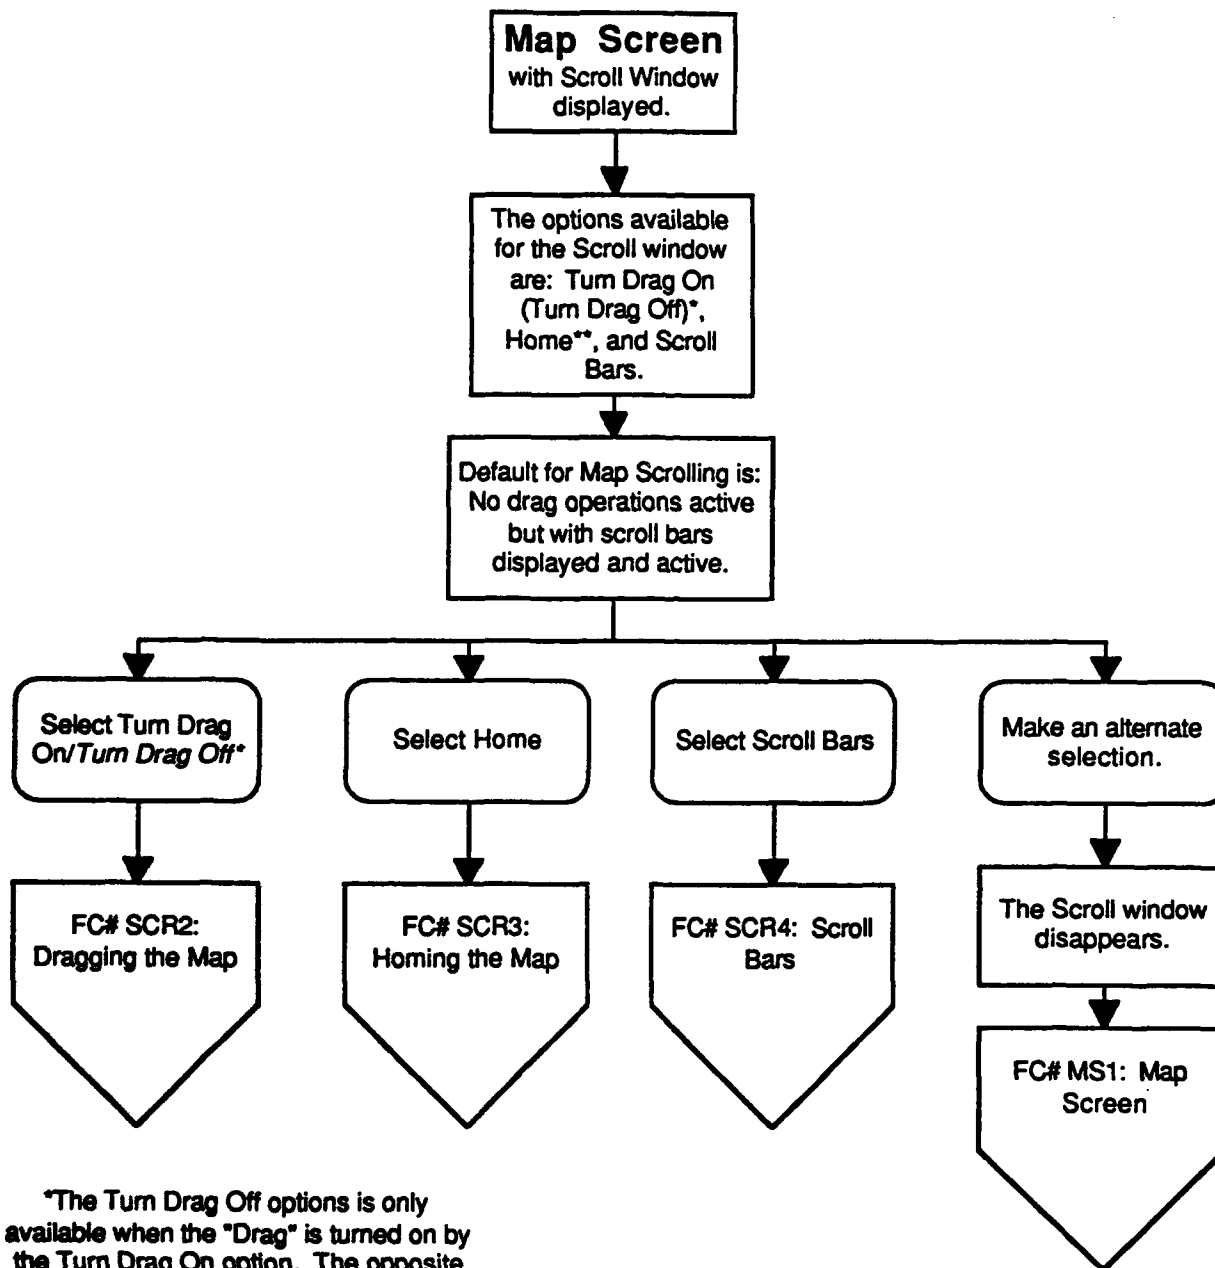 Map Screen
with Scroll Window
displayed.
The options available
for the Scroll window
are: Turn Drag On
(Turn Drag Off)*,
Home**, and Scroll
Bars.
Default for Map Scrolling is:
No drag operations active
but with scroll bars
displayed and active.
Select Turn Drag
On/Turn Drag Off*
Select Home
Select Scroll Bars
Make an alternate
selection.
FC# SCR2:
Dragging the Map
FC# SCR3:
Homing the Map
FC# SCR4: Scroll
Bars
The Scroll window
disappears.
FC# MS1: Map
Screen
*The Turn Drag Off options is only
available when the "Drag" is turned on by
the Turn Drag On option. The opposite